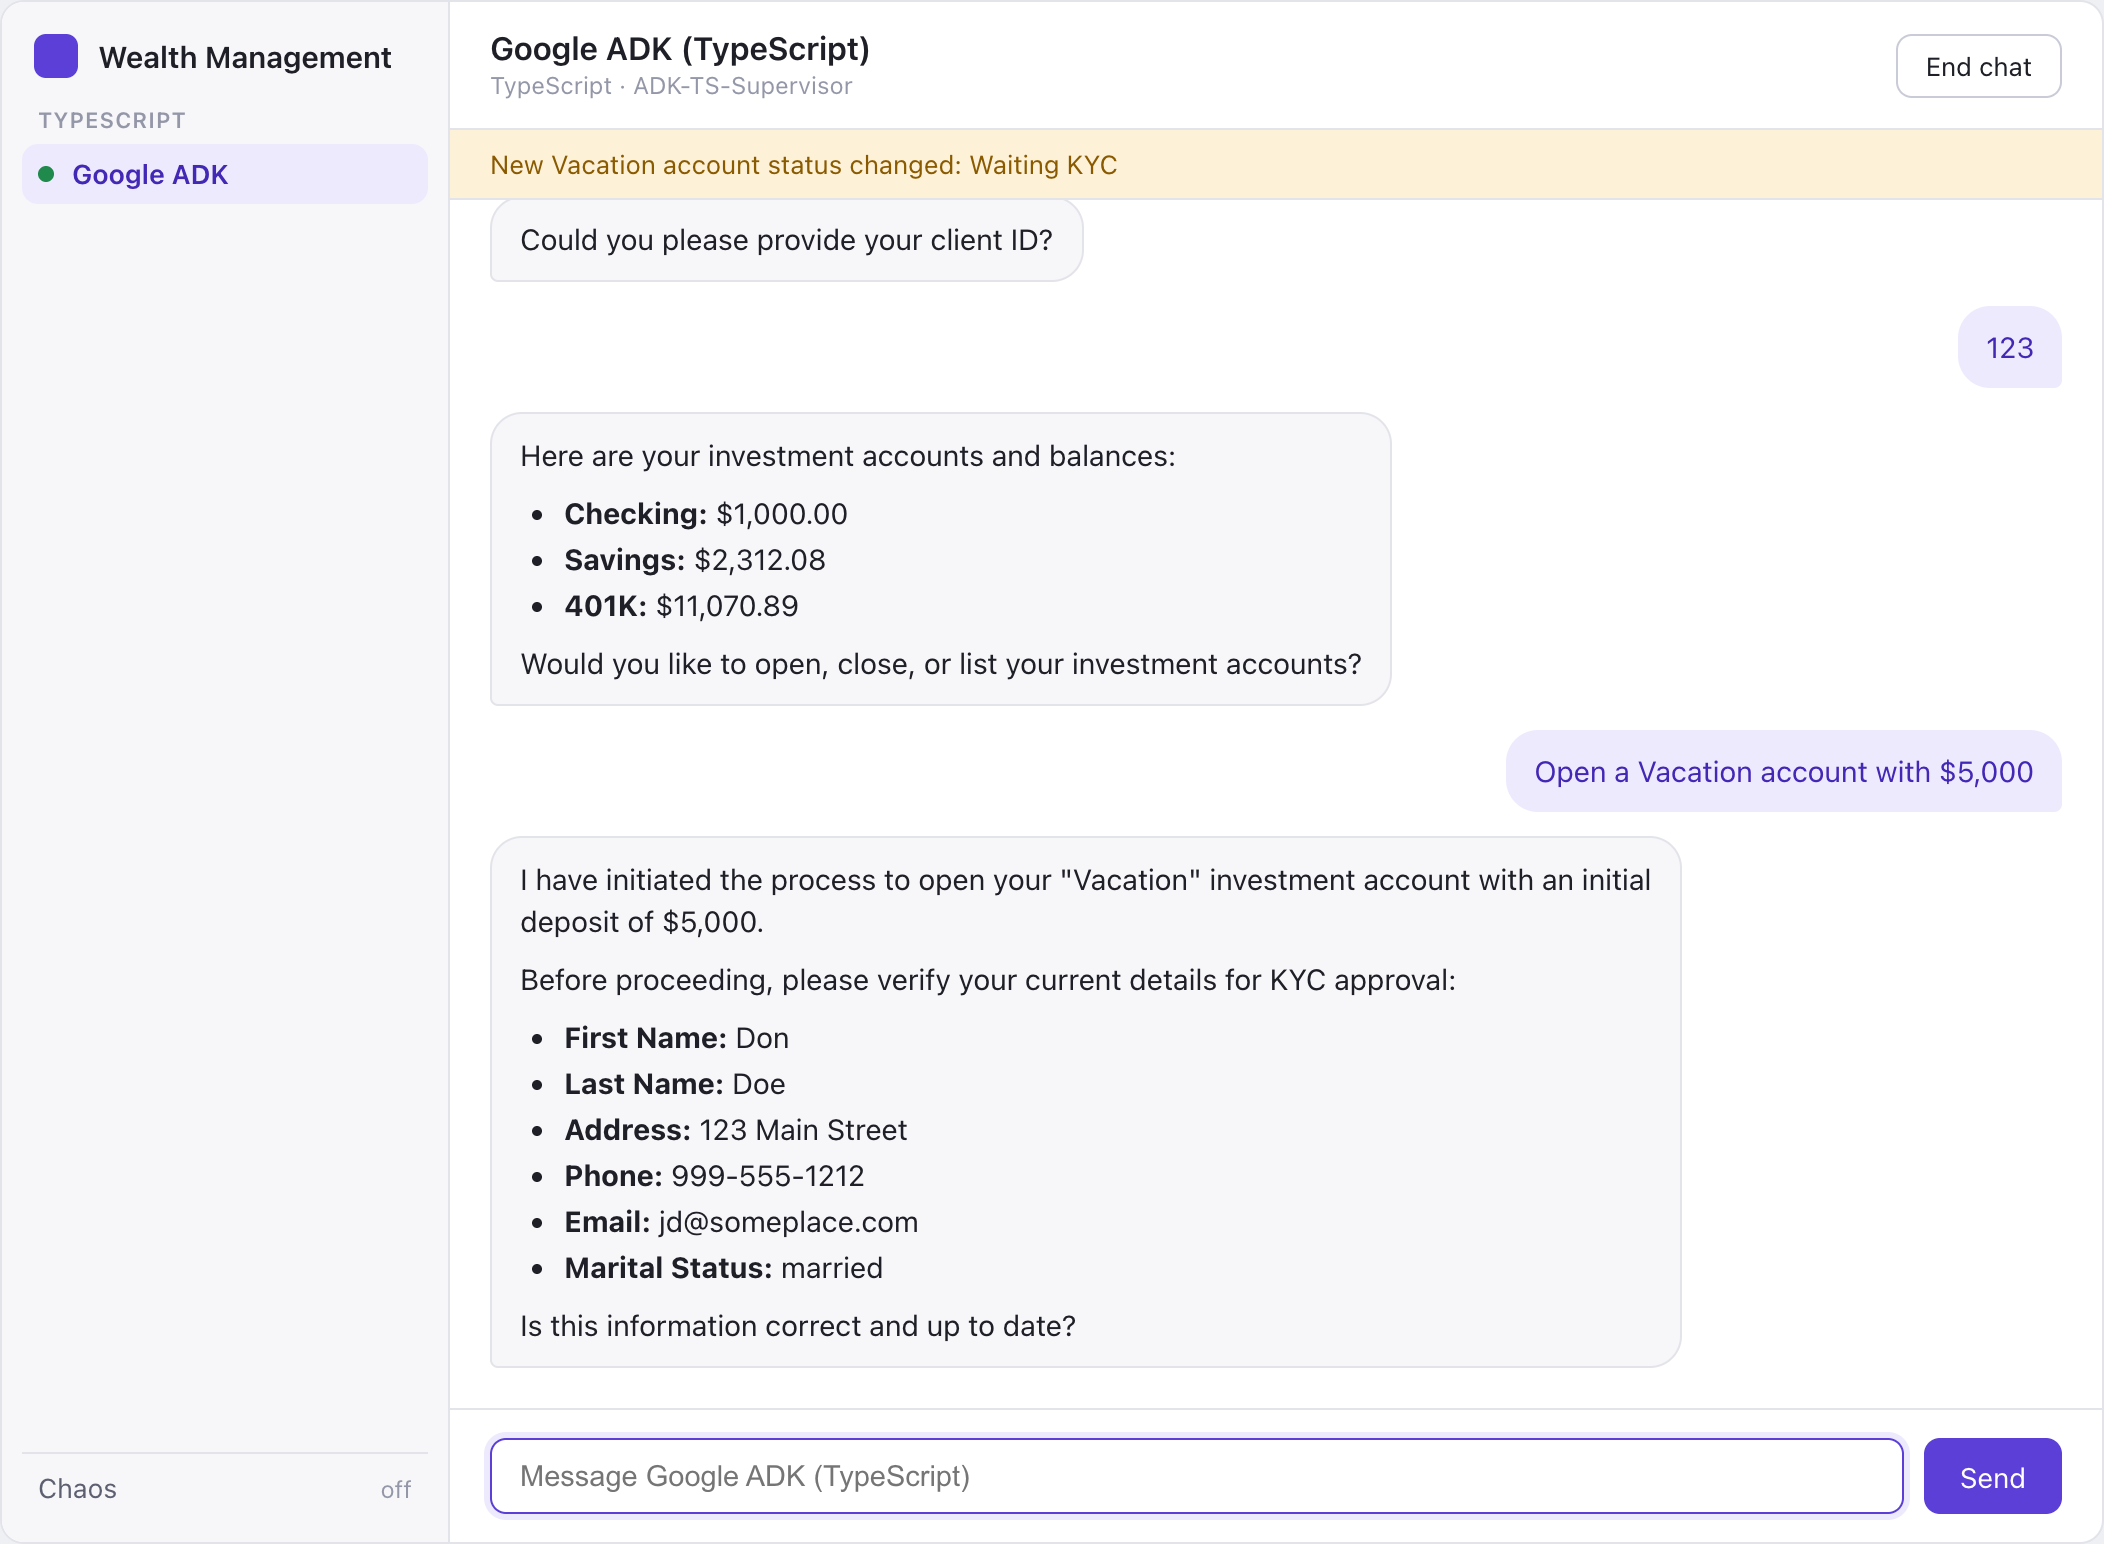 Wealth Management
TYPESCRIPT
Google ADK
Chaos
off
Google ADK (TypeScript)
TypeScript · ADK-TS-Supervisor
End chat
New Vacation account status changed: Waiting KYC
Could you please provide your client ID?
123
Here are your investment accounts and balances:
• Checking: $1,000.00
• Savings: $2,312.08
• 401K: $11,070.89
Would you like to open, close, or list your investment accounts?
Open a Vacation account with $5,000
I have initiated the process to open your "Vacation" investment account with an initial
deposit of $5,000.
Before proceeding, please verify your current details for KYC approval:
• First Name: Don
• Last Name: Doe
• Address: 123 Main Street
• Phone: 999-555-1212
• Email: jd@someplace.com
• Marital Status: married
Is this information correct and up to date?
Message Google ADK (TypeScript)
Send